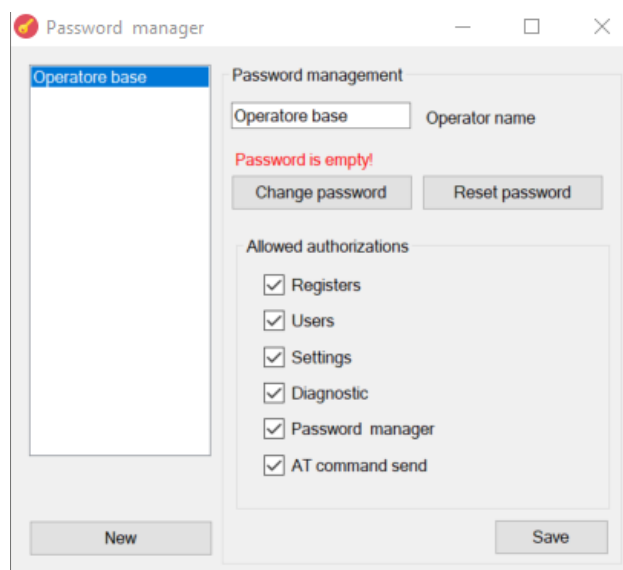 Password manager
Operatore base
Password management
Operatore base
Operator name
Password is empty!
Change password
Reset password
Allowed authorizations
Registers
Users
Settings
Diagnostic
Password manager
AT command send
New
Save